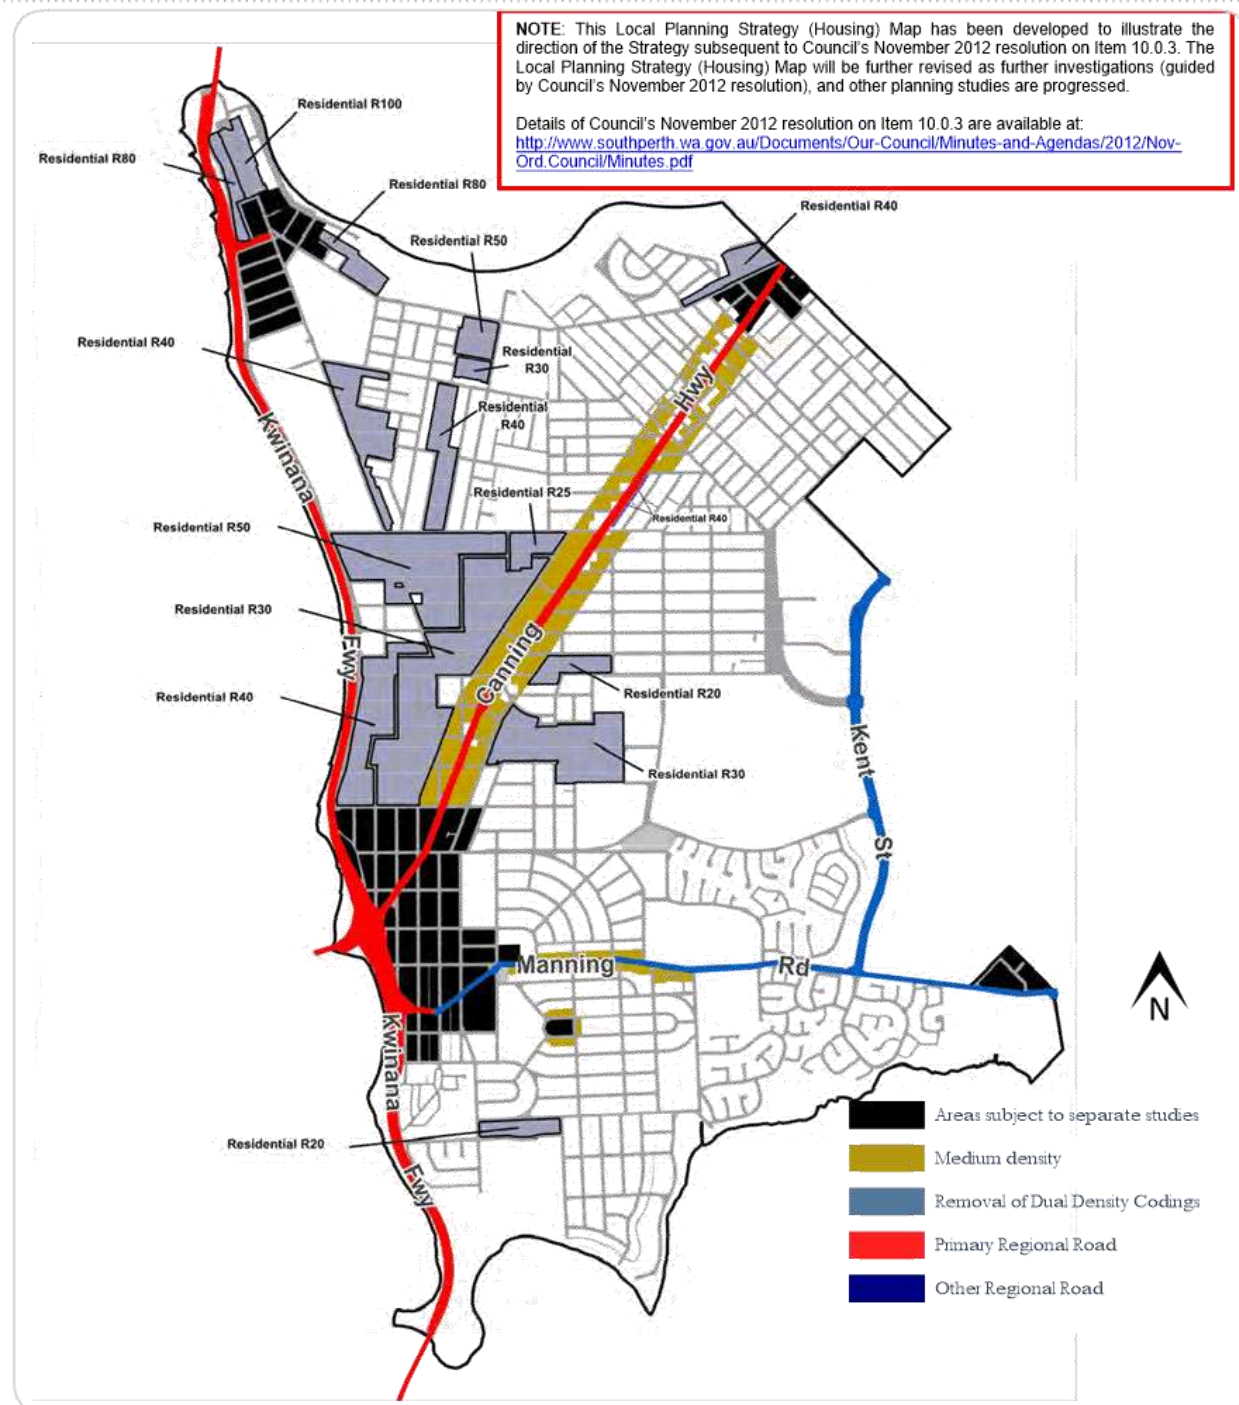 NOTE: This Local Planning Strategy (Housing) Map has been developed to illustrate the
direction of the Strategy subsequent to Council's November 2012 resolution on Item 10.0.3. The
Local Planning Strategy (Housing) Map will be further revised as further investigations (guided
by Council's November 2012 resolution), and other planning studies are progressed.
Details of Council's November 2012 resolution on Item 10.0.3 are available at:
http://www.southperth.wa.gov.au/Documents/Our-Council/Minutes-and-Agendas/2012/Nov-
Ord.Council/Minutes.pdf
Residential R100
Residential R80
Residential R80
Residential R40
Residential R50
Residential R40
Residential
R30
Hwy
Residential
R40
Kwinana
Residential R25
Residential R40
Residential R50
Residential R30
Fwy
Canning
Residential R20
Residential R40
Kent
Residential R30
St
Manning
Rd
N
Kwinana
Residential R20
Fwy
Areas subject to separate studies
Medium density
Removal of Dual Density Codings
Primary Regional Road
Other Regional Road